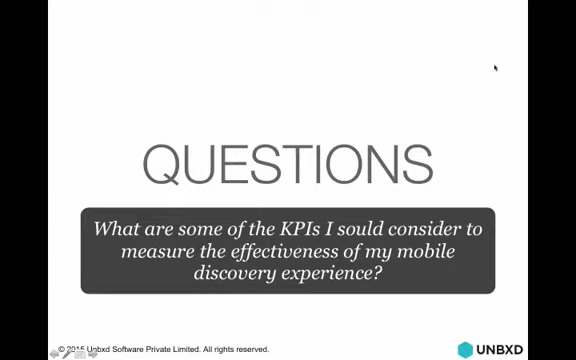 QUESTIONS
What are some of the KPIs I sould consider to
measure the effectiveness of my mobile
discovery experience?
© 2015 Unbxd Software Private Limited. All rights reserved.
UNBXD